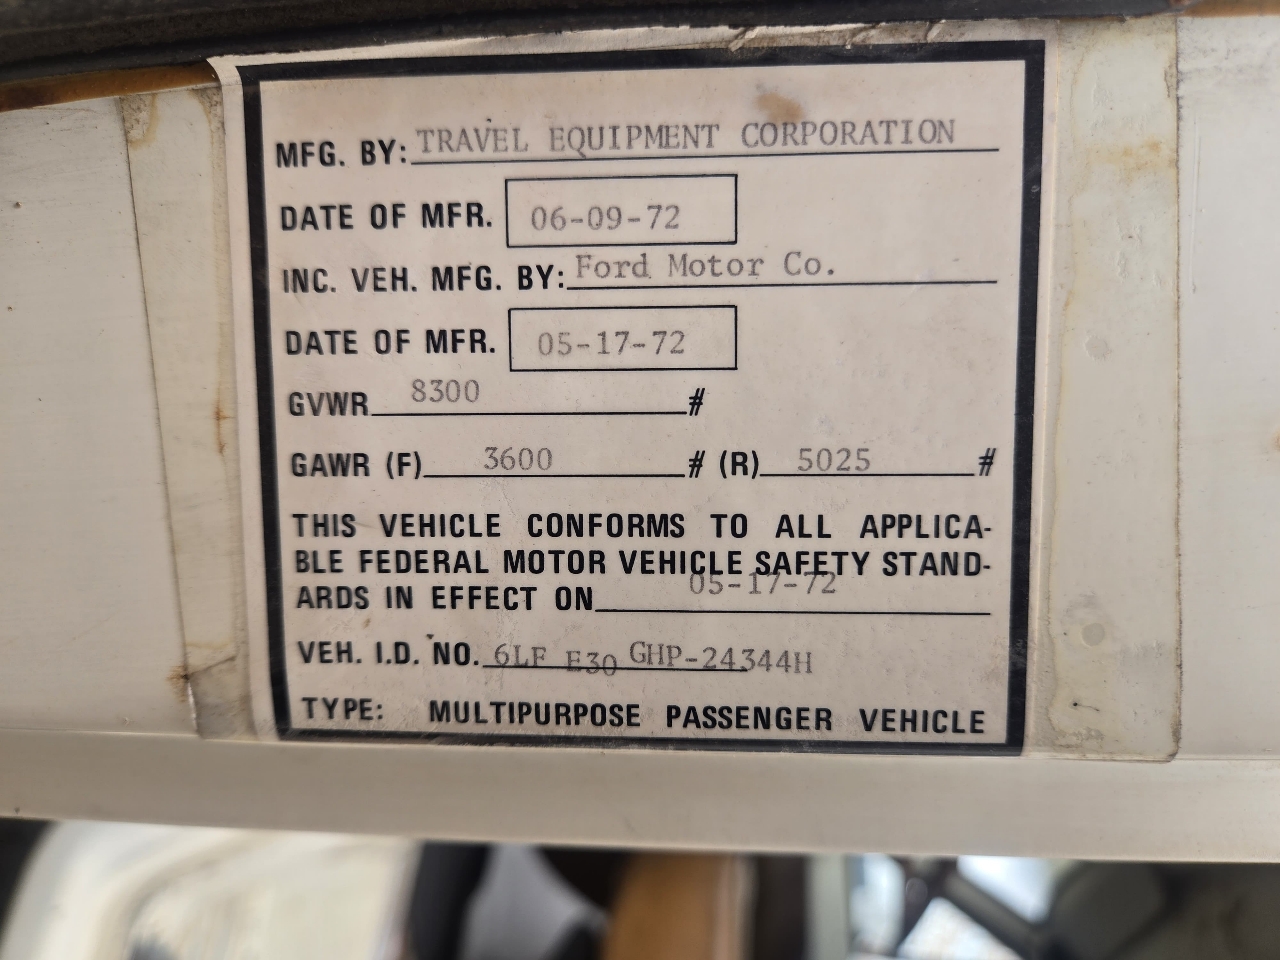 MFG. BY: TRAVEL EQUIPMENT CORPORATION
DATE OF MFR. 06-09-72
INC. VEH. MFG. BY: Ford Motor Co.
DATE OF MFR. 05-17-72
GVWR 8300 #
GAWR (F) 3600 # (R) 5025 #
THIS VEHICLE CONFORMS TO ALL APPLICA-
BLE FEDERAL MOTOR VEHICLE SAFETY STAND-
ARDS IN EFFECT ON 05-17-72
VEH. I.D. NO. 6LF E30 GHP-24344H
TYPE: MULTIPURPOSE PASSENGER VEHICLE